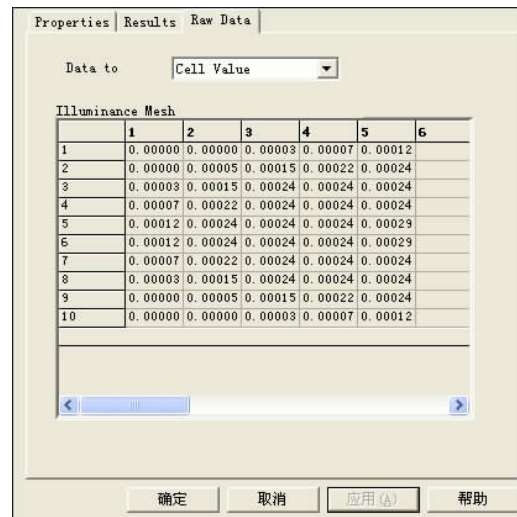 Properties Results Raw Data
Data to Cell Value
Illuminance Mesh
1 2 3 4 5 6
1 0.00000 0.00000 0.00003 0.00007 0.00012
2 0.00000 0.00005 0.00015 0.00022 0.00024
3 0.00003 0.00015 0.00024 0.00024 0.00024
4 0.00007 0.00022 0.00024 0.00024 0.00024
5 0.00012 0.00024 0.00024 0.00024 0.00029
6 0.00012 0.00024 0.00024 0.00024 0.00029
7 0.00007 0.00022 0.00024 0.00024 0.00024
8 0.00003 0.00015 0.00024 0.00024 0.00024
9 0.00000 0.00005 0.00015 0.00022 0.00024
10 0.00000 0.00000 0.00003 0.00007 0.00012
确定 取消 应用(A) 帮助